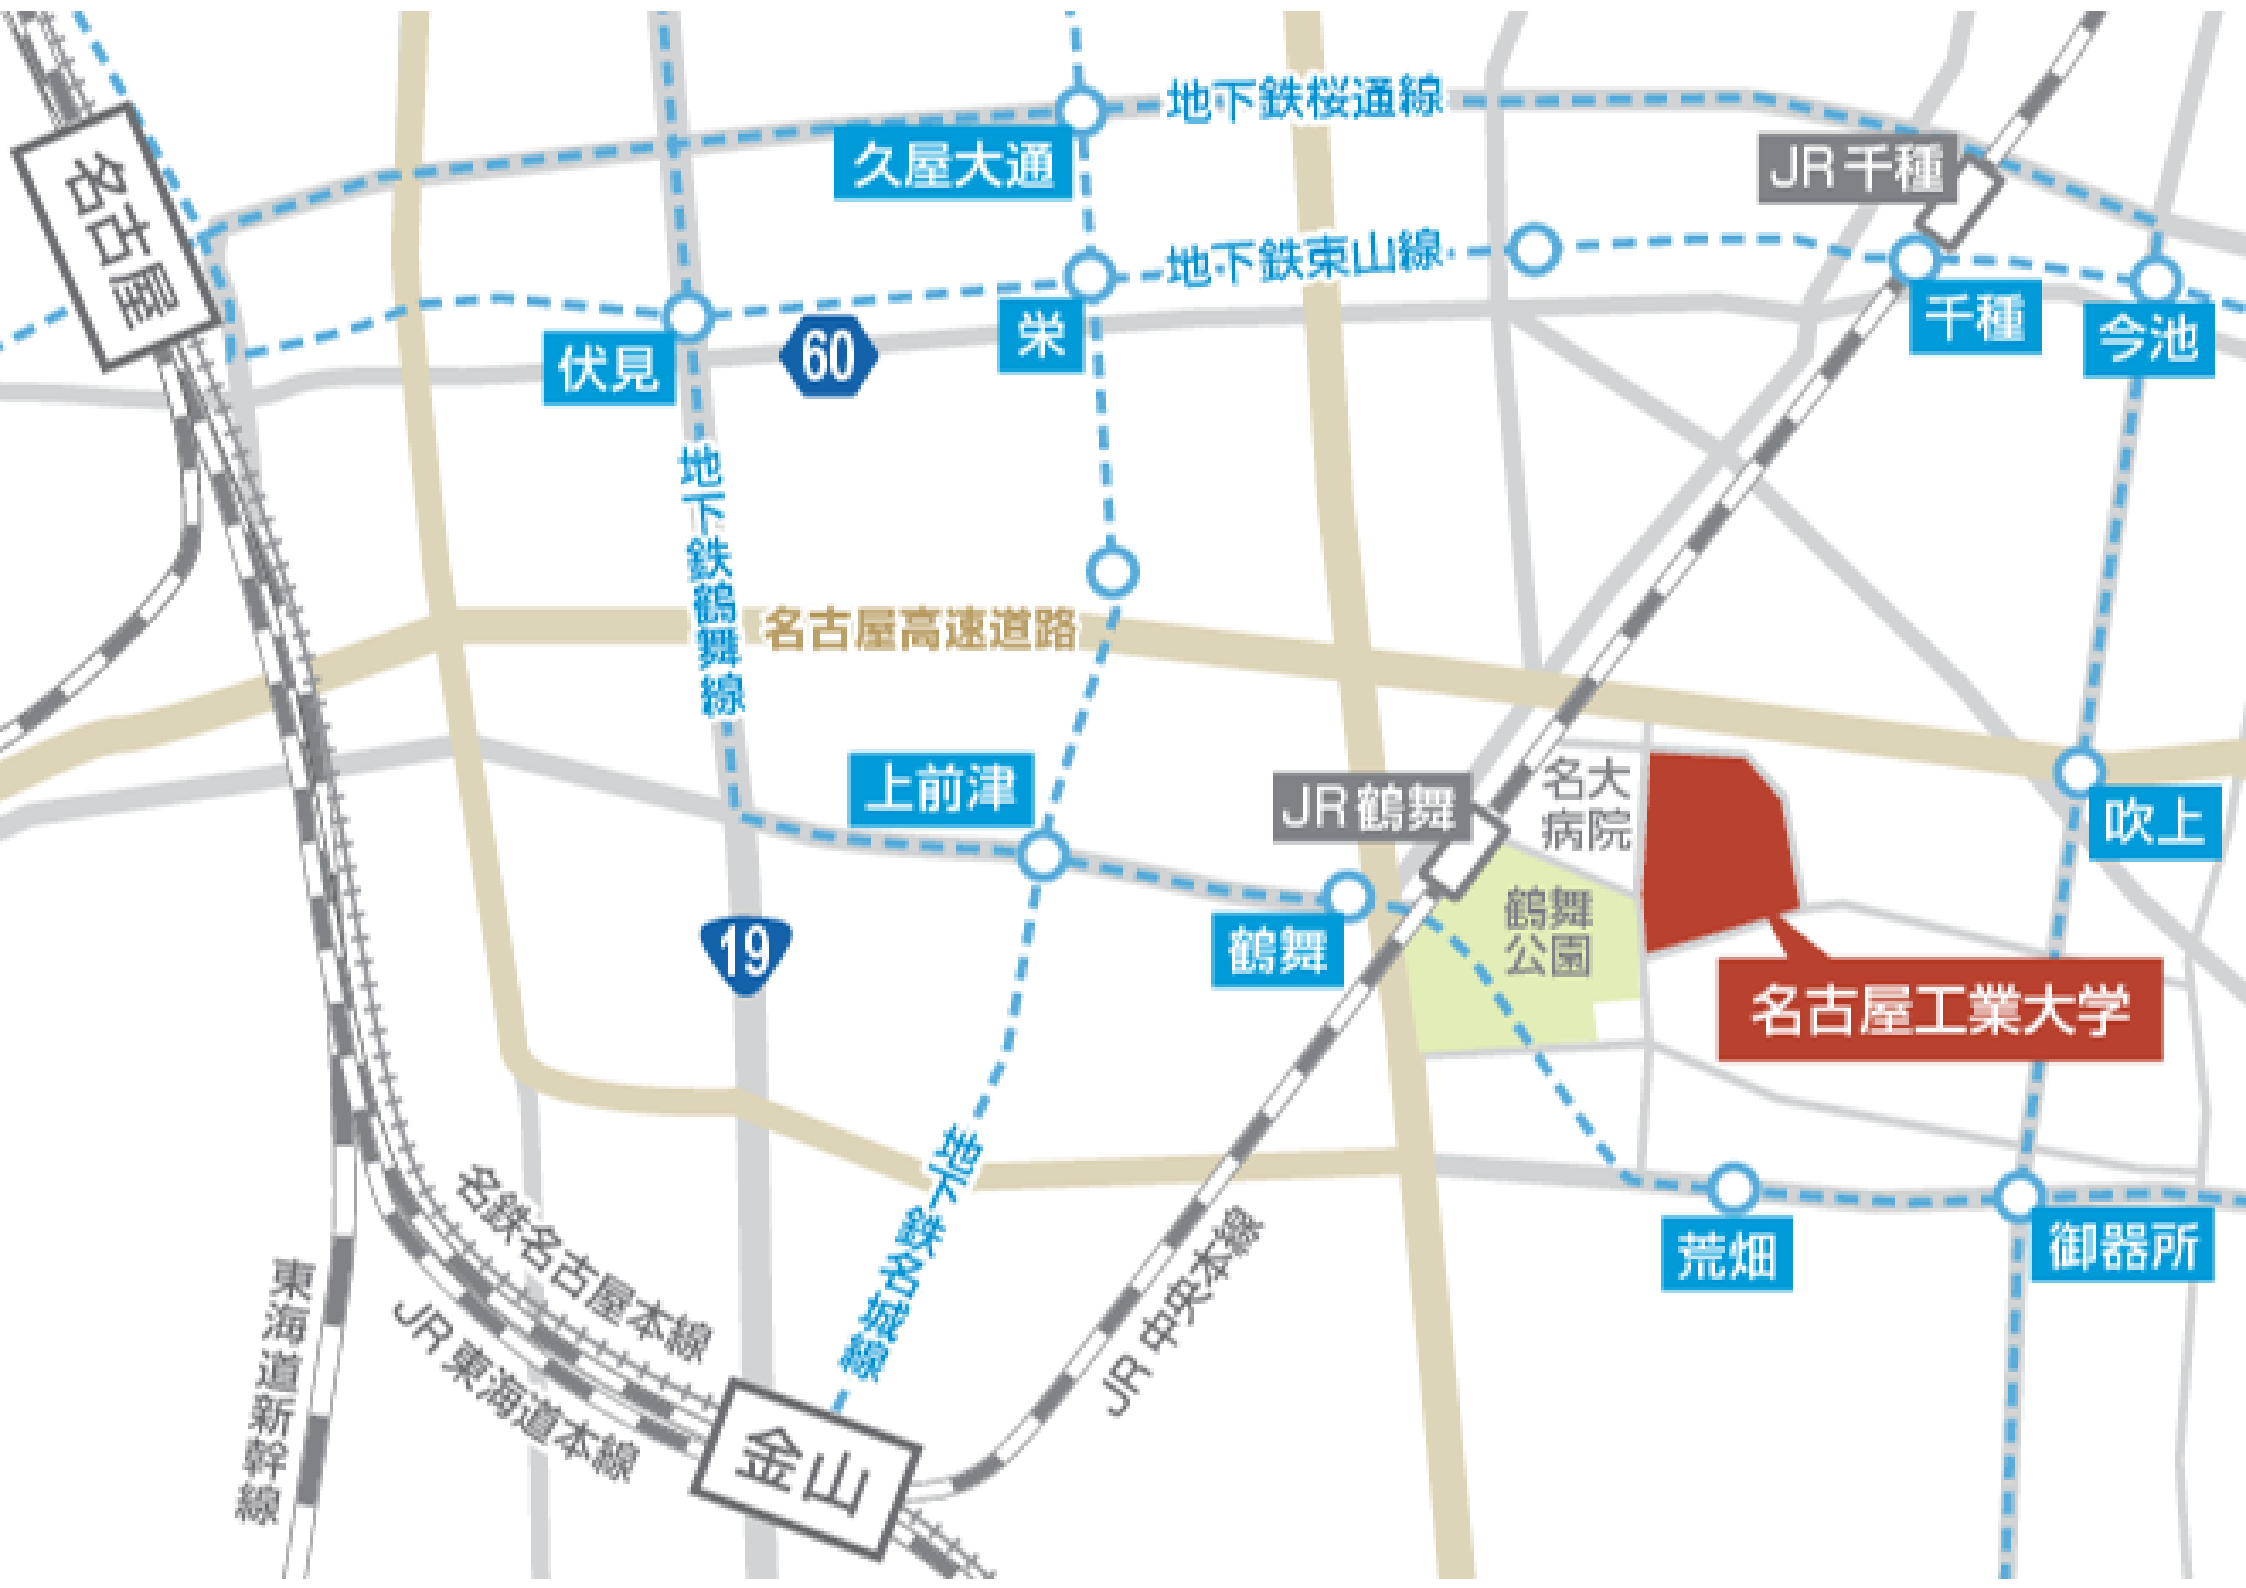 地下鉄桜通線
久屋大通
JR千種
名古屋
地下鉄東山線
千種
今池
伏見
60
栄
地下鉄鶴舞線
名古屋高速道路
上前津
JR鶴舞
名大
病院
吹上
鶴舞
公園
鶴舞
19
名古屋工業大学
地下鉄名城線
名鉄名古屋本線
JR東海道本線
東海道新幹線
JR中央本線
荒畑
御器所
金山